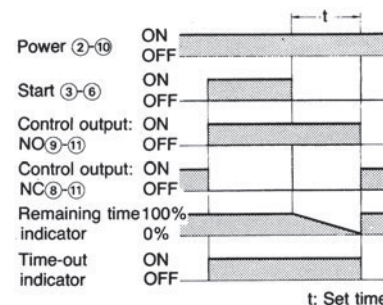 t
Power ②-⑩ ON
OFF
Start ③-⑥ ON
OFF
Control output: ON
NO⑨-⑪ OFF
Control output: ON
NC⑧-⑪ OFF
Remaining time 100%
indicator 0%
Time-out ON
indicator OFF
t: Set time